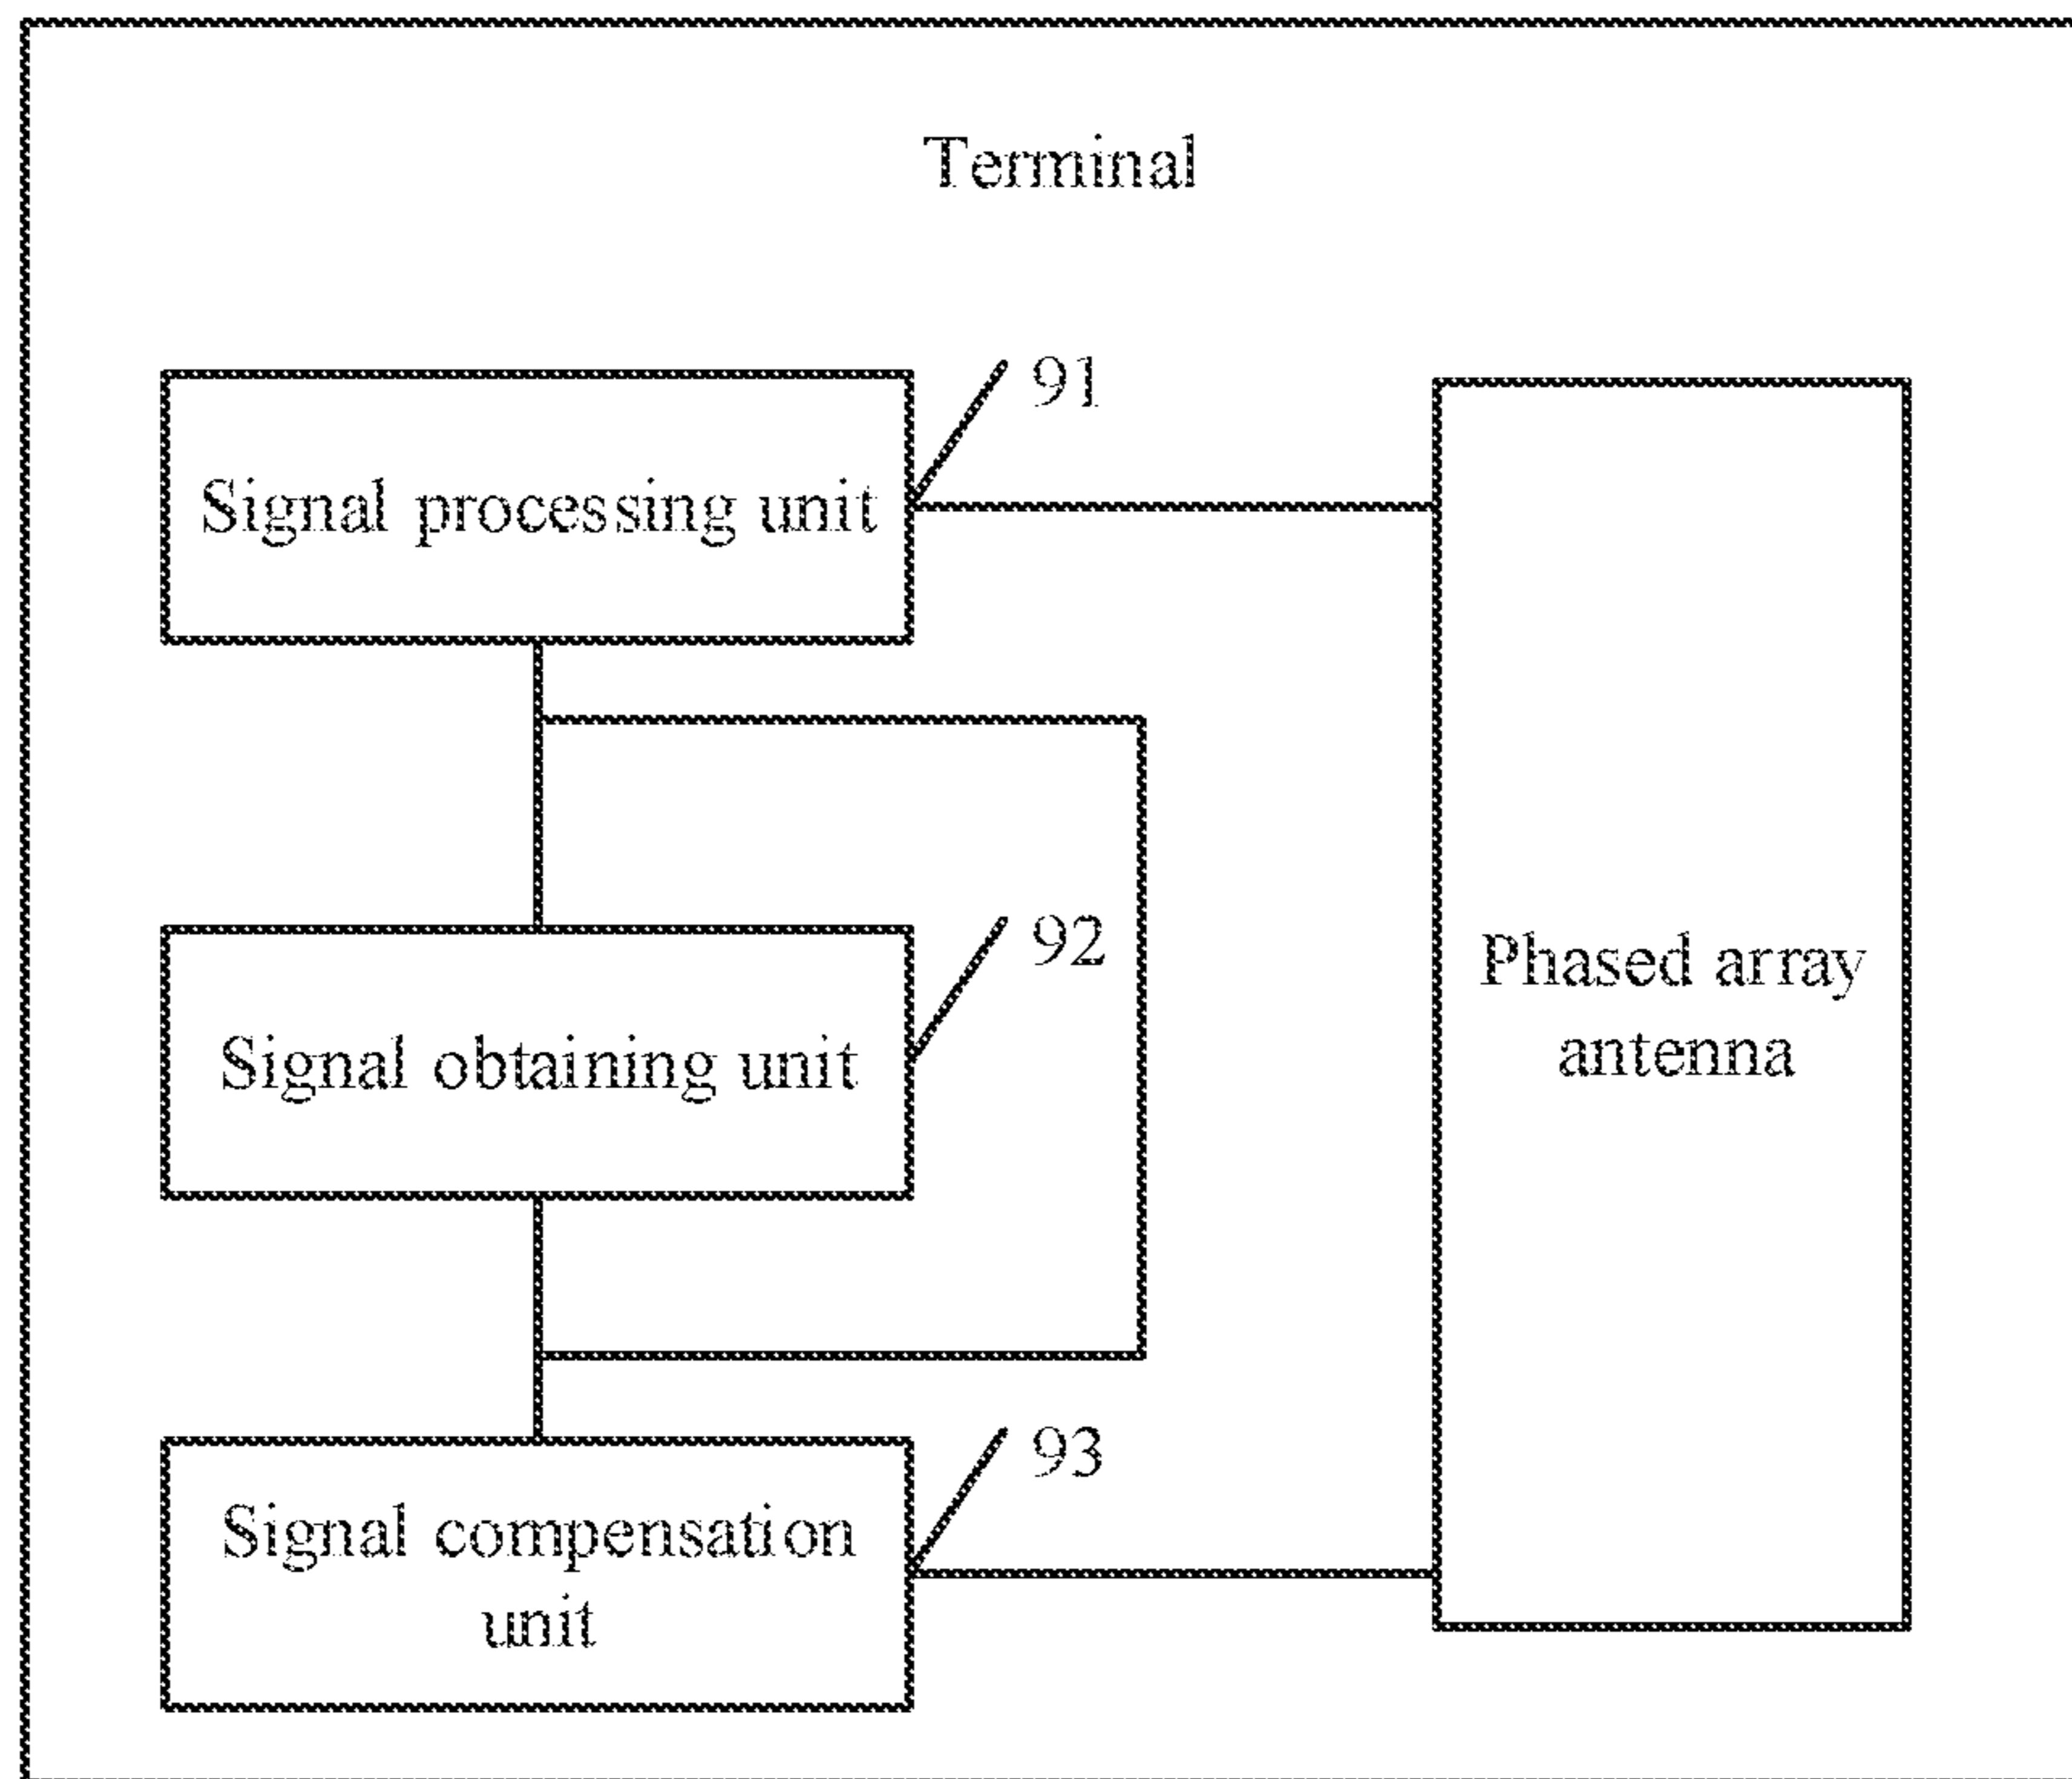 Terminal
91
Signal processing unit
92
Signal obtaining unit
Phased array
antenna
93
Signal compensation
unit